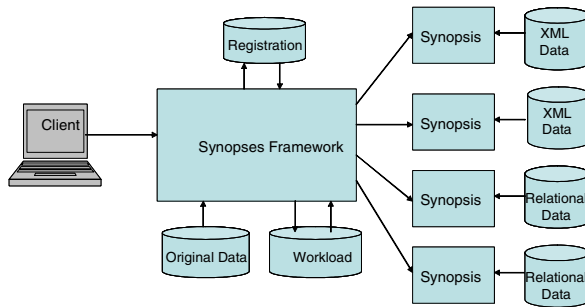 Registration
Client
Synopses Framework
Original Data
Workload
Synopsis
XML
Data
Synopsis
XML
Data
Synopsis
Relational
Data
Synopsis
Relational
Data